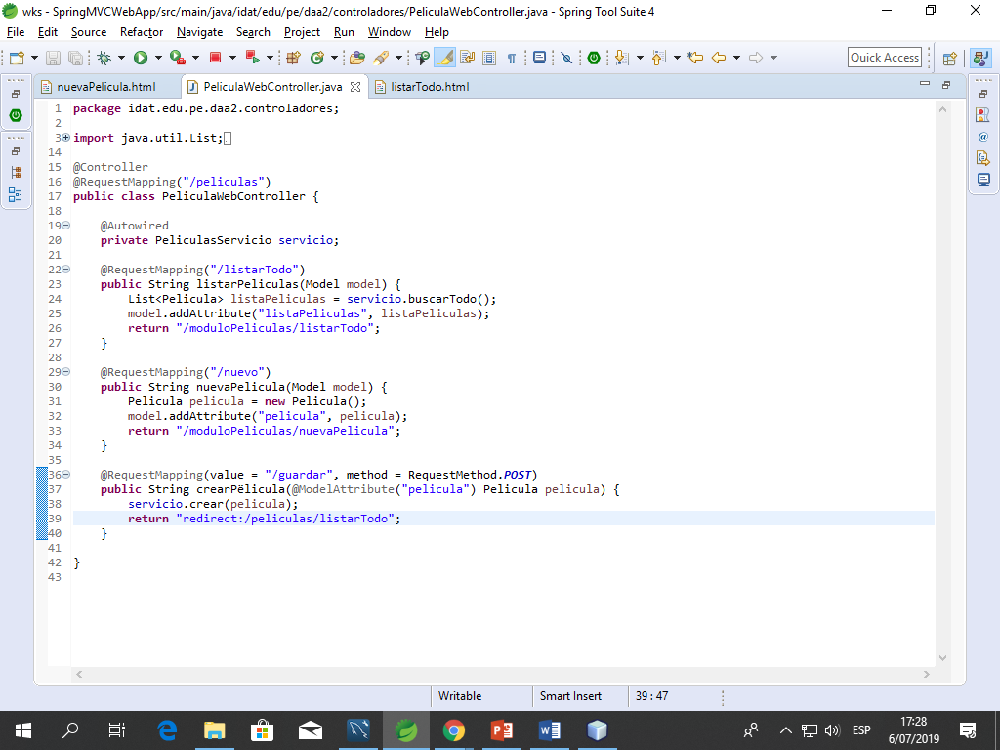 wks - SpringMVCWebApp/src/main/java/idat/edu/pe/daa2/controladores/PeliculaWebController.java - Spring Tool Suite 4
File Edit Source Refactor Navigate Search Project Run Window Help
Quick Access
nuevaPelicula.html PeliculaWebController.java listarTodo.html
1 package idat.edu.pe.daa2.controladores;
2
3 import java.util.List;
14
15 @Controller
16 @RequestMapping("/peliculas")
17 public class PeliculaWebController {
18
19 @Autowired
20 private PeliculasServicio servicio;
21
22 @RequestMapping("/listarTodo")
23 public String listarPeliculas(Model model) {
24 List<Pelicula> listaPeliculas = servicio.buscarTodo();
25 model.addAttribute("listaPeliculas", listaPeliculas);
26 return "/moduloPeliculas/listarTodo";
27 }
28
29 @RequestMapping("/nuevo")
30 public String nuevaPelicula(Model model) {
31 Pelicula pelicula = new Pelicula();
32 model.addAttribute("pelicula", pelicula);
33 return "/moduloPeliculas/nuevaPelicula";
34 }
35
36 @RequestMapping(value = "/guardar", method = RequestMethod.POST)
37 public String crearPëlicula(@ModelAttribute("pelicula") Pelicula pelicula) {
38 servicio.crear(pelicula);
39 return "redirect:/peliculas/listarTodo";
40 }
41
42 }
43
Writable Smart Insert 39 : 47
ESP 17:28
6/07/2019